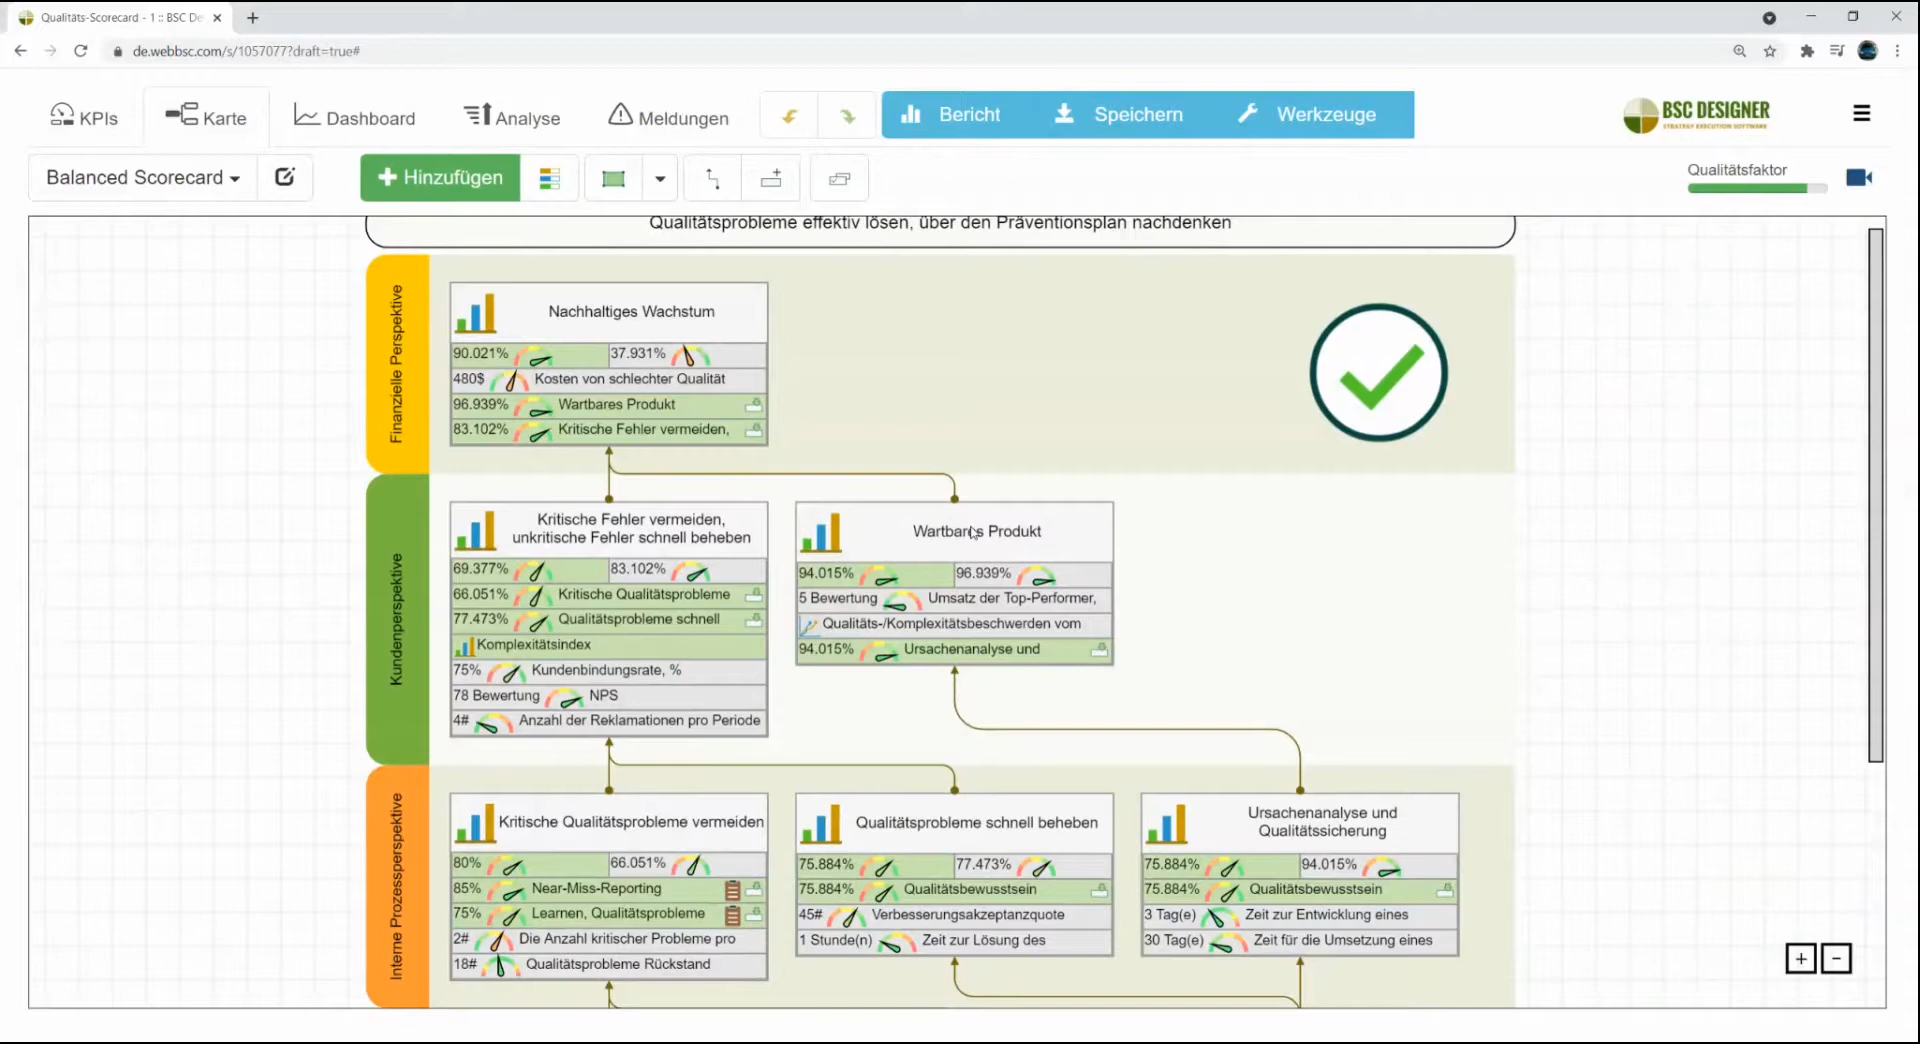 Qualitäts-Scorecard - 1 :: BSC De
de.webbsc.com/s/1057077?draft=true#
KPIs
Karte
Dashboard
Analyse
Meldungen
Bericht
Speichern
Werkzeuge
BSC DESIGNER
STRATEGY EXECUTION SOFTWARE
Balanced Scorecard
Hinzufügen
Qualitätsfaktor
Qualitätsprobleme effektiv lösen, über den Präventionsplan nachdenken
Finanzielle Perspektive
Nachhaltiges Wachstum
90.021% 37.931%
480$ Kosten von schlechter Qualität
96.939% Wartbares Produkt
83.102% Kritische Fehler vermeiden,
Kundenperspektive
Kritische Fehler vermeiden,
unkritische Fehler schnell beheben
69.377% 83.102%
66.051% Kritische Qualitätsprobleme
77.473% Qualitätsprobleme schnell
Komplexitätsindex
75% Kundenbindungsrate, %
78 Bewertung NPS
4# Anzahl der Reklamationen pro Periode
Wartbares Produkt
94.015% 96.939%
5 Bewertung Umsatz der Top-Performer,
Qualitäts-/Komplexitätsbeschwerden vom
94.015% Ursachenanalyse und
Interne Prozessperspektive
Kritische Qualitätsprobleme vermeiden
80% 66.051%
85% Near-Miss-Reporting
75% Learnen, Qualitätsprobleme
2# Die Anzahl kritischer Probleme pro
18# Qualitätsprobleme Rückstand
Qualitätsprobleme schnell beheben
75.884% 77.473%
75.884% Qualitätsbewusstsein
45# Verbesserungsakzeptanzquote
1 Stunde(n) Zeit zur Lösung des
Ursachenanalyse und
Qualitätssicherung
75.884% 94.015%
75.884% Qualitätsbewusstsein
3 Tag(e) Zeit zur Entwicklung eines
30 Tag(e) Zeit für die Umsetzung eines